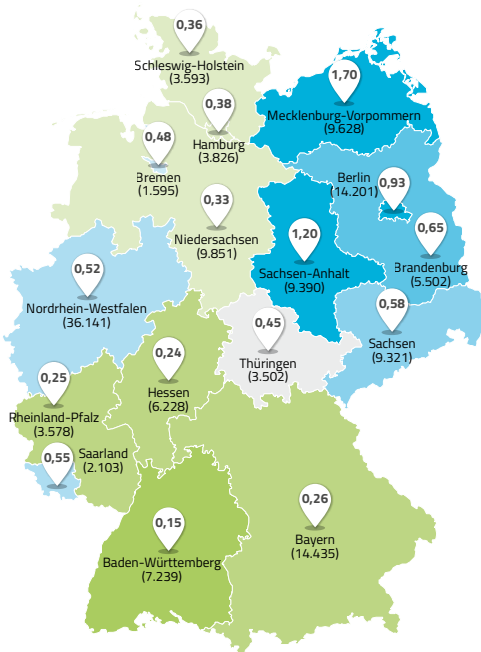 0,36
Schleswig-Holstein
(3.593)
1,70
Mecklenburg-Vorpommern
(9.628)
0,38
Hamburg
(3.826)
0,48
Bremen
(1.595)
Berlin
0,93
(14.201)
0,33
Niedersachsen
(9.851)
1,20
Sachsen-Anhalt
(9.390)
0,65
Brandenburg
(5.502)
0,52
Nordrhein-Westfalen
(36.141)
0,58
Sachsen
(9.321)
0,45
Thüringen
(3.502)
0,24
Hessen
(6.228)
0,25
Rheinland-Pfalz
(3.578)
0,55
Saarland
(2.103)
0,26
Bayern
(14.435)
0,15
Baden-Württemberg
(7.239)